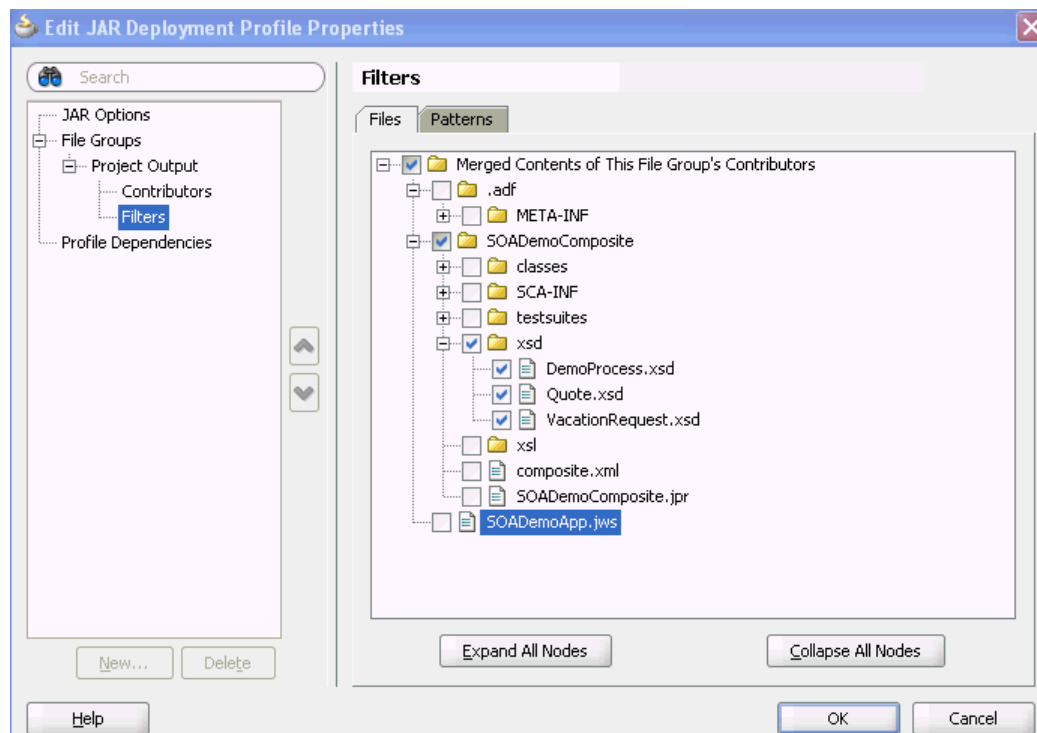 Edit JAR Deployment Profile Properties
Search
JAR Options
File Groups
Project Output
Contributors
Filters
Profile Dependencies
New...
Delete
Filters
Files
Patterns
Merged Contents of This File Group's Contributors
.adf
META-INF
SOADemoComposite
classes
SCA-INF
testsuites
xsd
DemoProcess.xsd
Quote.xsd
VacationRequest.xsd
xsl
composite.xml
SOADemoComposite.jpr
SOADemoApp.jws
Expand All Nodes
Collapse All Nodes
Help
OK
Cancel